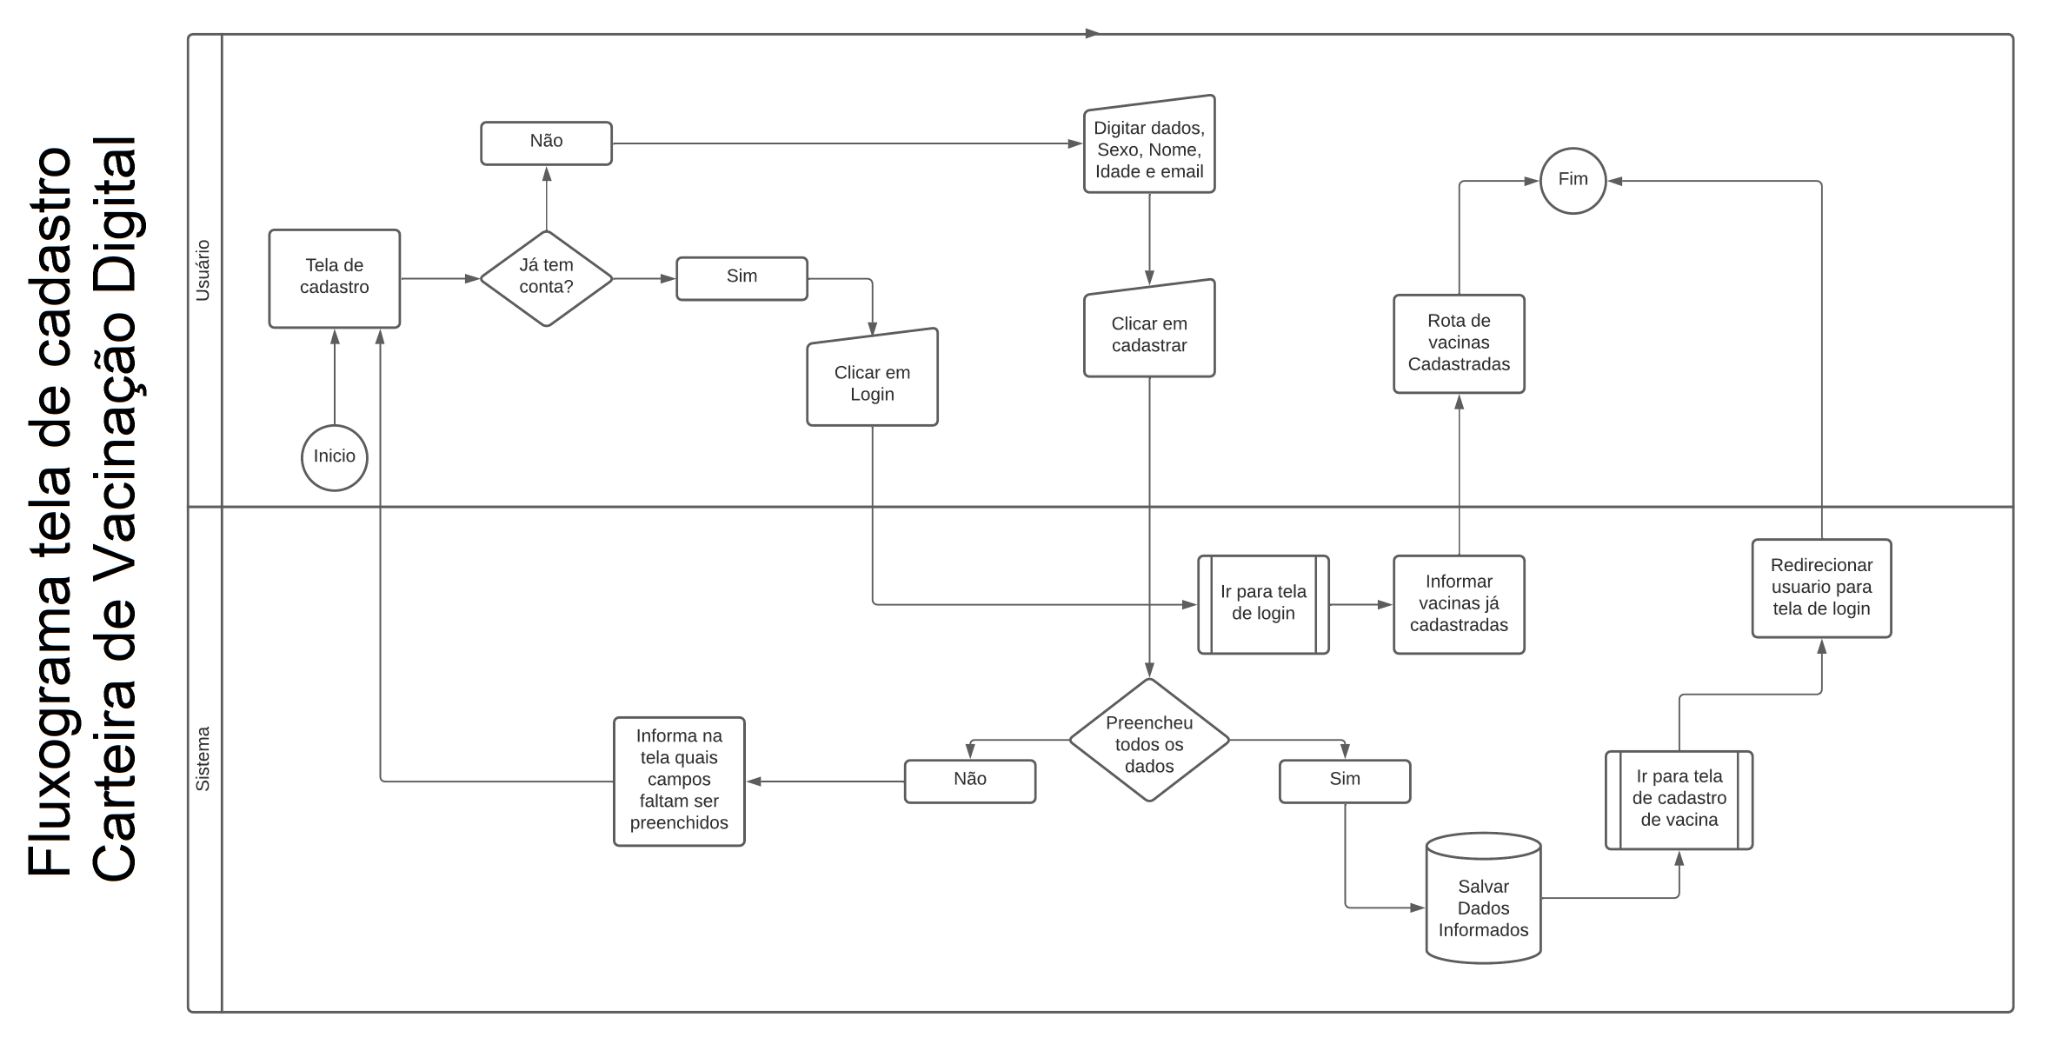 Fluxograma tela de cadastro
Carteira de Vacinação Digital
Usuário
Não
Digitar dados,
Sexo, Nome,
Idade e email
Fim
Tela de
cadastro
Já tem
conta?
Sim
Clicar em
Login
Clicar em
cadastrar
Rota de
vacinas
Cadastradas
Inicio
Sistema
Ir para tela
de login
Informar
vacinas já
cadastradas
Redirecionar
usuario para
tela de login
Informa na
tela quais
campos
faltam ser
preenchidos
Não
Preencheu
todos os
dados
Sim
Ir para tela
de cadastro
de vacina
Salvar
Dados
Informados